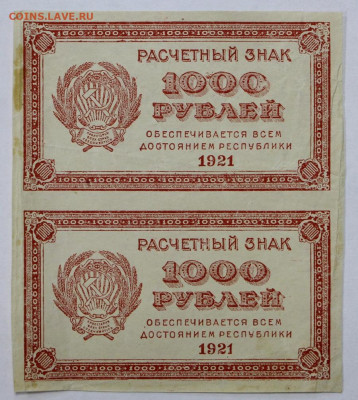 COINS.LAVE.RU
РАСЧЕТНЫЙ ЗНАК
1000
РУБЛЕЙ
ОБЕСПЕЧИВАЕТСЯ ВСЕМ
ДОСТОЯНИЕМ РЕСПУБЛИКИ
1921
РАСЧЕТНЫЙ ЗНАК
1000
РУБЛЕЙ
ОБЕСПЕЧИВАЕТСЯ ВСЕМ
ДОСТОЯНИЕМ РЕСПУБЛИКИ
1921